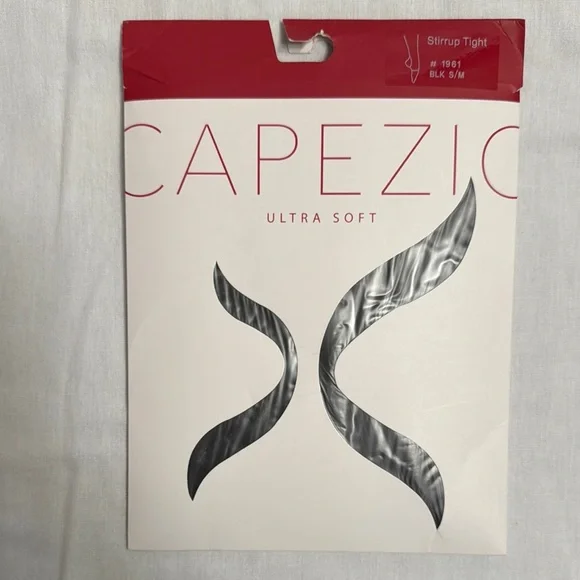 Stirrup Tight
# 1961
BLK S/M
CAPEZIO
ULTRA SOFT